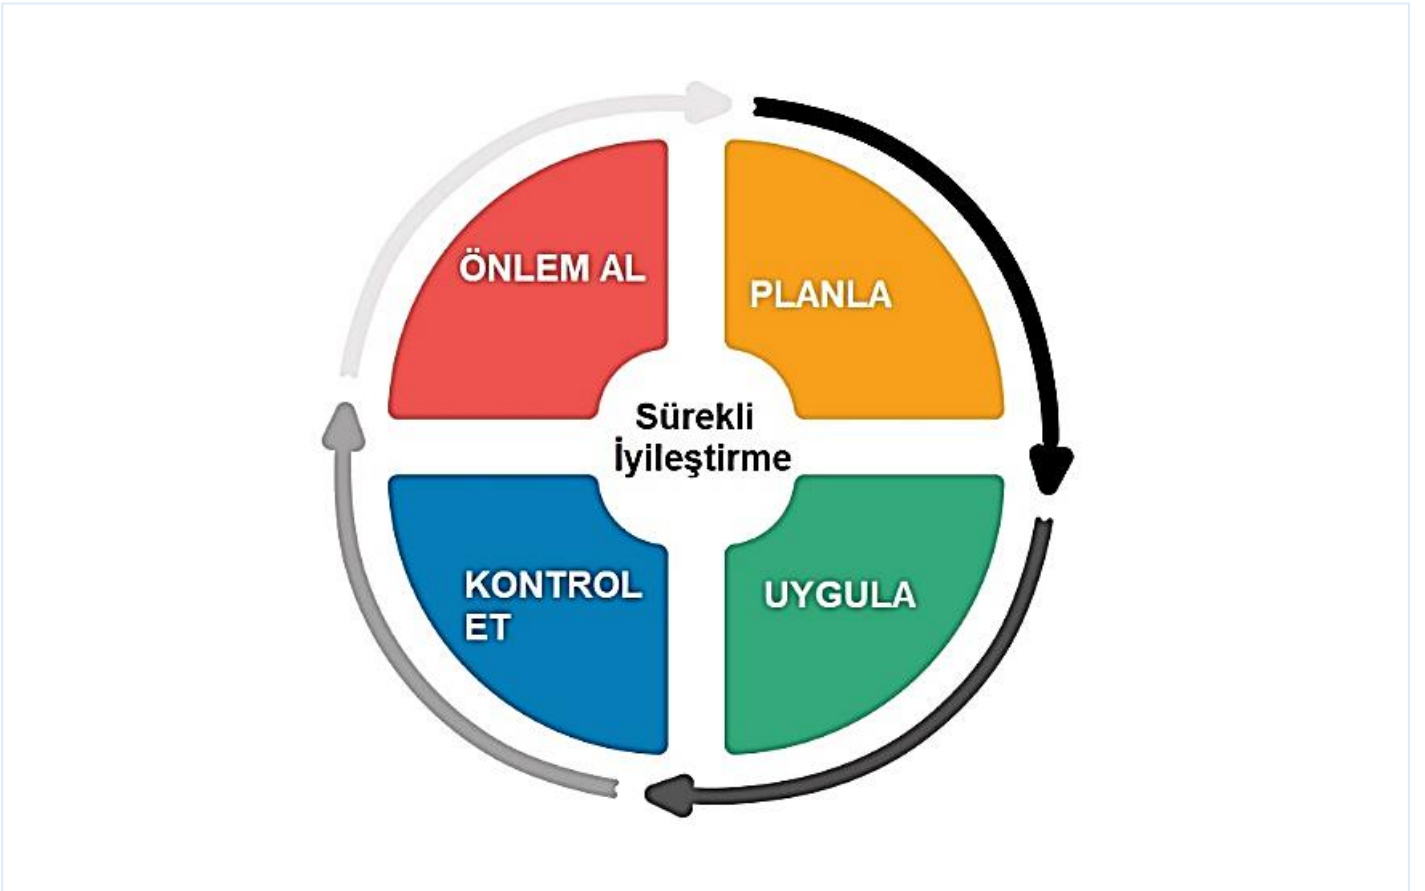 ÖNLEM AL
PLANLA
Sürekli
İyileştirme
KONTROL
ET
UYGULA